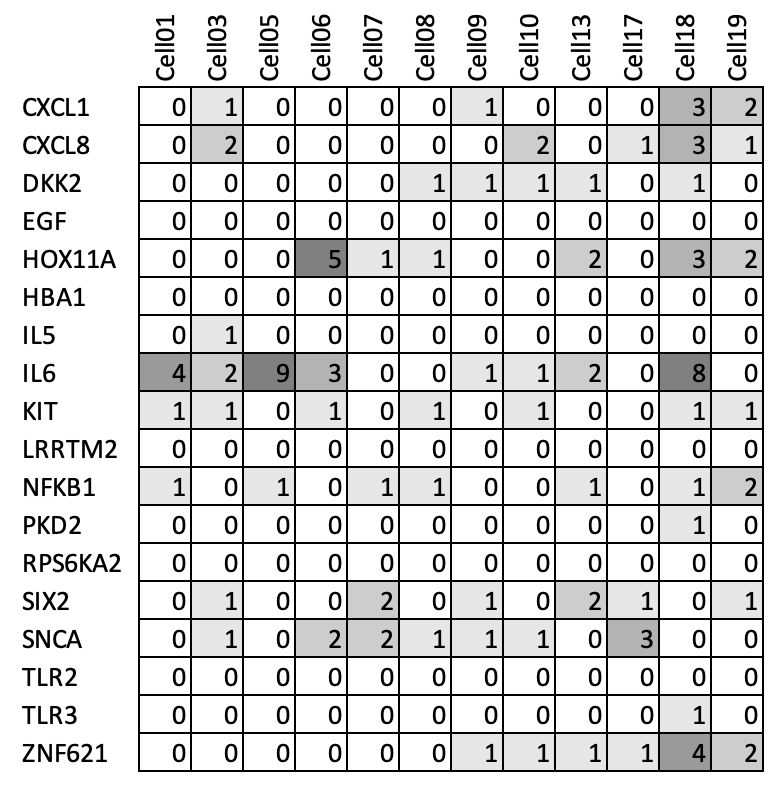 Cell01 Cell03 Cell05 Cell06 Cell07 Cell08 Cell09 Cell10 Cell13 Cell17 Cell18 Cell19
CXCL1 0 1 0 0 0 0 1 0 0 0 3 2
CXCL8 0 2 0 0 0 0 0 2 0 1 3 1
DKK2 0 0 0 0 0 1 1 1 1 0 1 0
EGF 0 0 0 0 0 0 0 0 0 0 0 0
HOX11A 0 0 0 5 1 1 0 0 2 0 3 2
HBA1 0 0 0 0 0 0 0 0 0 0 0 0
IL5 0 1 0 0 0 0 0 0 0 0 0 0
IL6 4 2 9 3 0 0 1 1 2 0 8 0
KIT 1 1 0 1 0 1 0 1 0 0 1 1
LRRTM2 0 0 0 0 0 0 0 0 0 0 0 0
NFKB1 1 0 1 0 1 1 0 0 1 0 1 2
PKD2 0 0 0 0 0 0 0 0 0 0 1 0
RPS6KA2 0 0 0 0 0 0 0 0 0 0 0 0
SIX2 0 1 0 0 2 0 1 0 2 1 0 1
SNCA 0 1 0 2 2 1 1 1 0 3 0 0
TLR2 0 0 0 0 0 0 0 0 0 0 0 0
TLR3 0 0 0 0 0 0 0 0 0 0 1 0
ZNF621 0 0 0 0 0 0 1 1 1 1 4 2